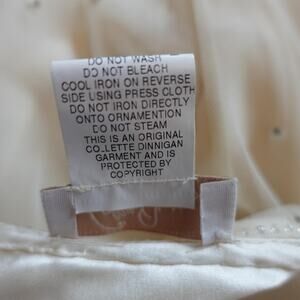 DO NOT WASH
DO NOT BLEACH
COOL IRON ON REVERSE
SIDE USING PRESS CLOTH
DO NOT IRON DIRECTLY
ONTO ORNAMENTION
DO NOT STEAM
THIS IS AN ORIGINAL
COLLETTE DINNIGAN
GARMENT AND IS
PROTECTED BY
COPYRIGHT